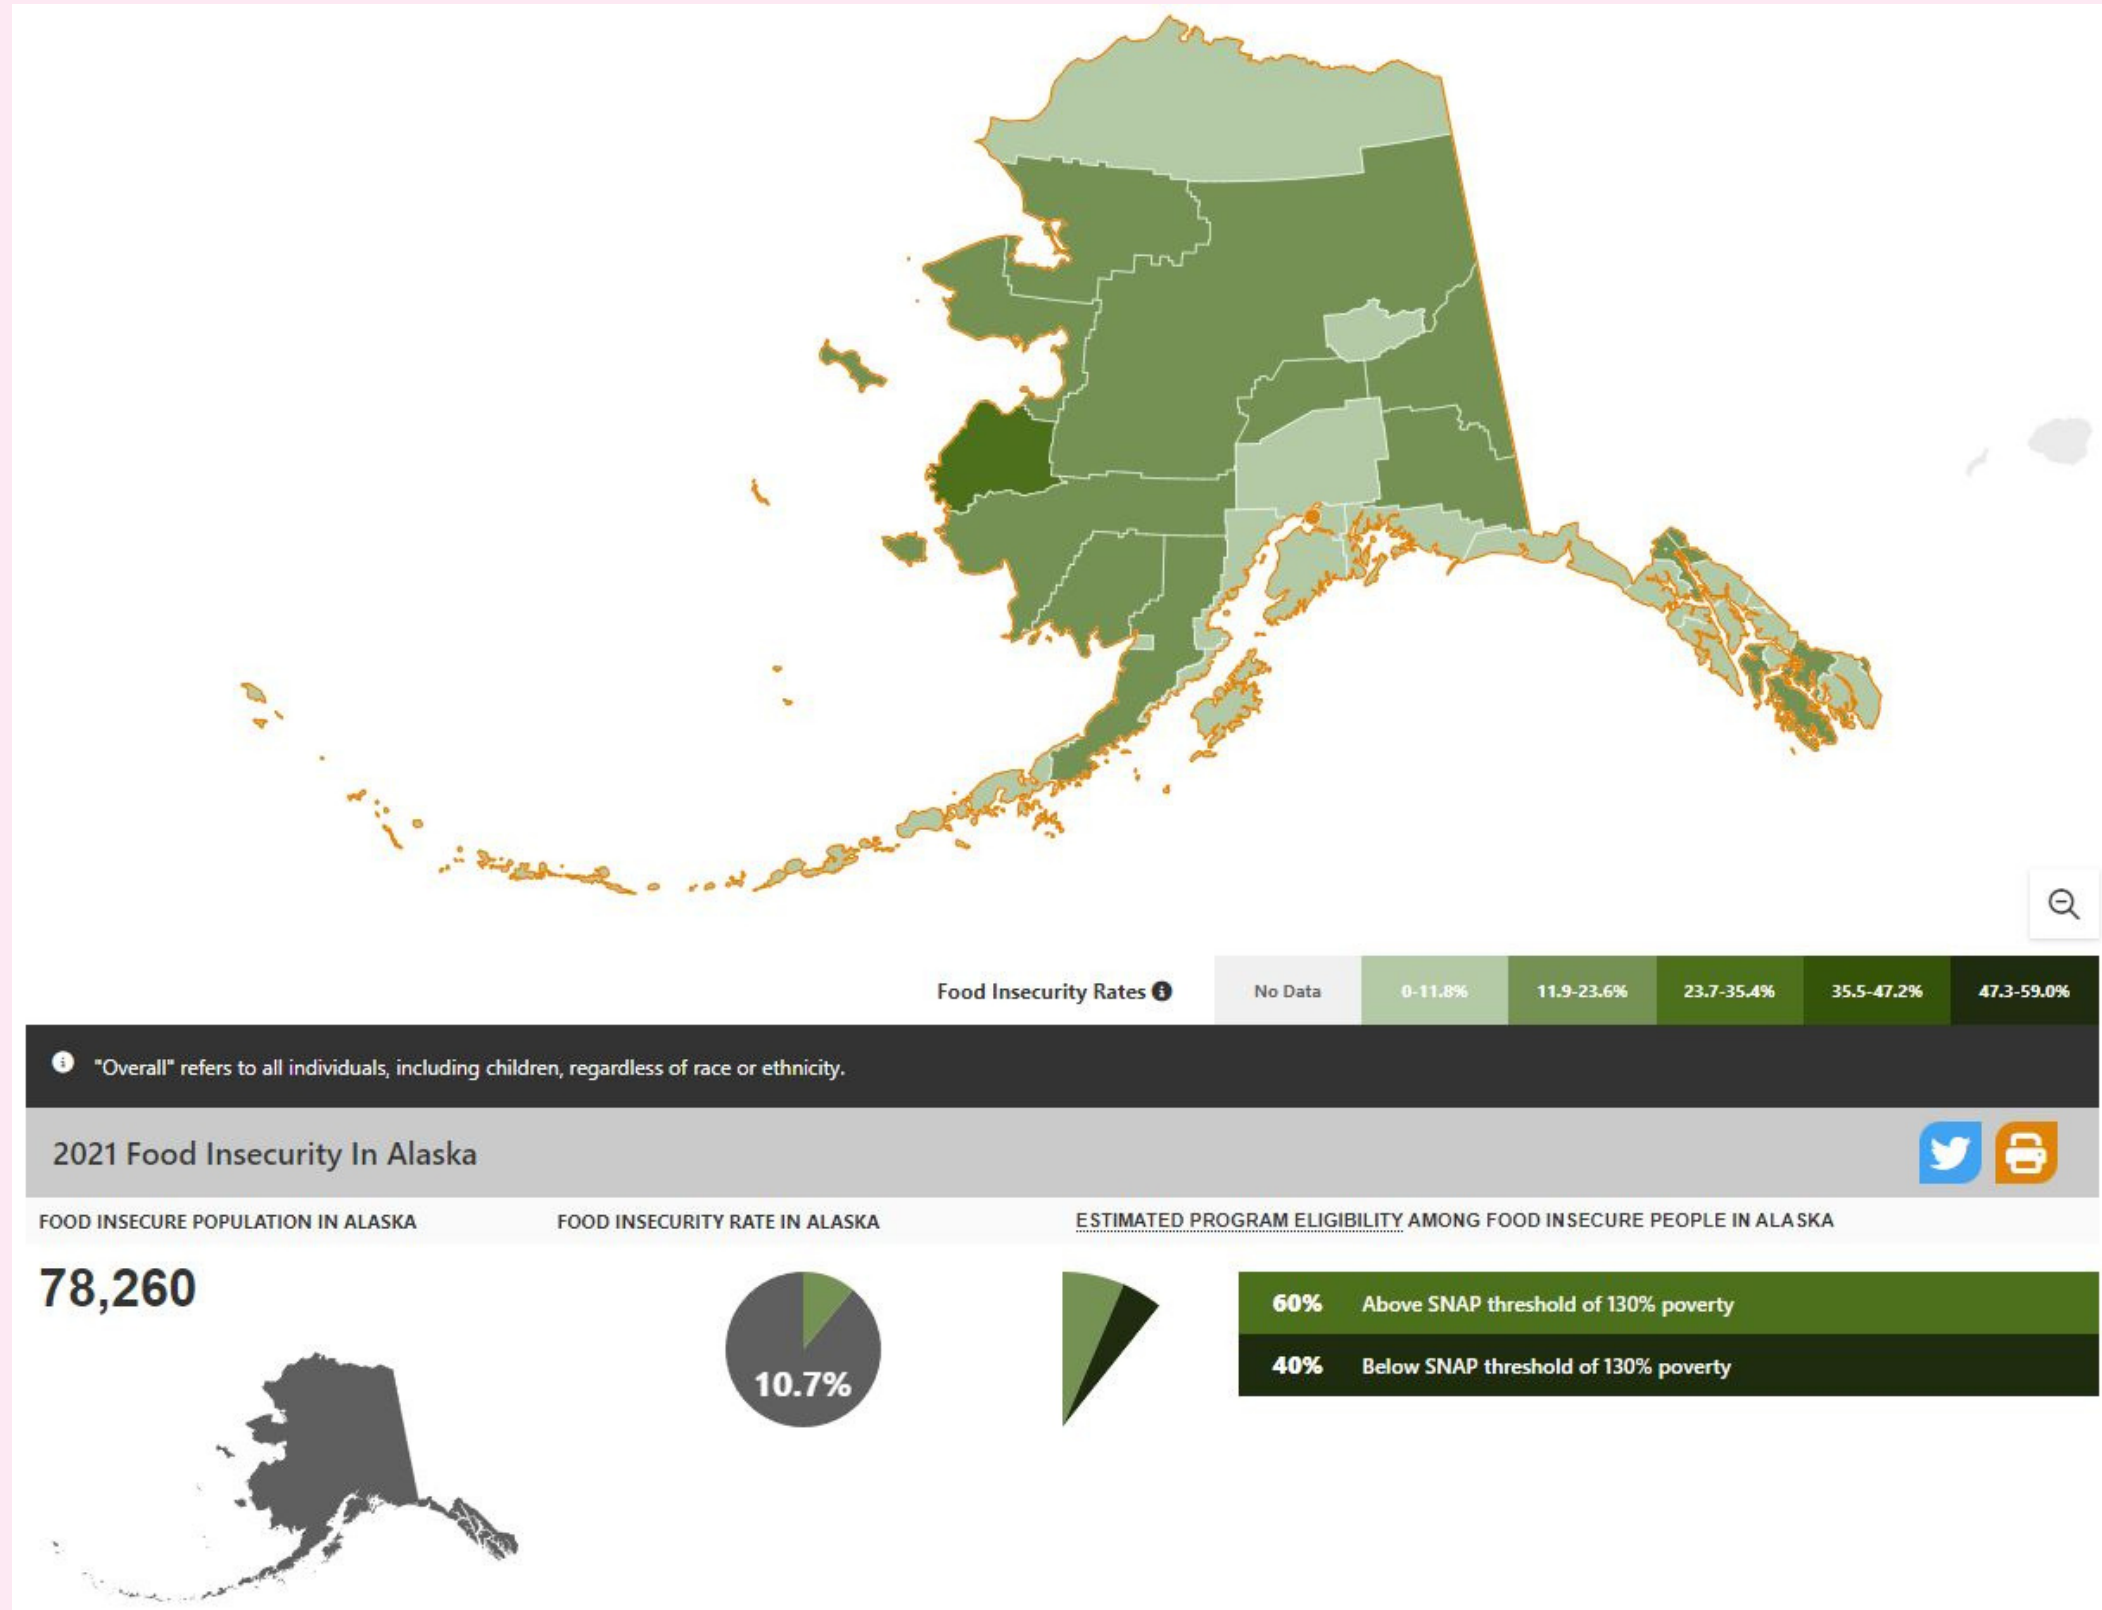 Food Insecurity Rates
No Data
0-11.8%
11.9-23.6%
23.7-35.4%
35.5-47.2%
47.3-59.0%
"Overall" refers to all individuals, including children, regardless of race or ethnicity.
2021 Food Insecurity In Alaska
FOOD INSECURE POPULATION IN ALASKA
78,260
FOOD INSECURITY RATE IN ALASKA
10.7%
ESTIMATED PROGRAM ELIGIBILITY AMONG FOOD INSECURE PEOPLE IN ALASKA
60% Above SNAP threshold of 130% poverty
40% Below SNAP threshold of 130% poverty